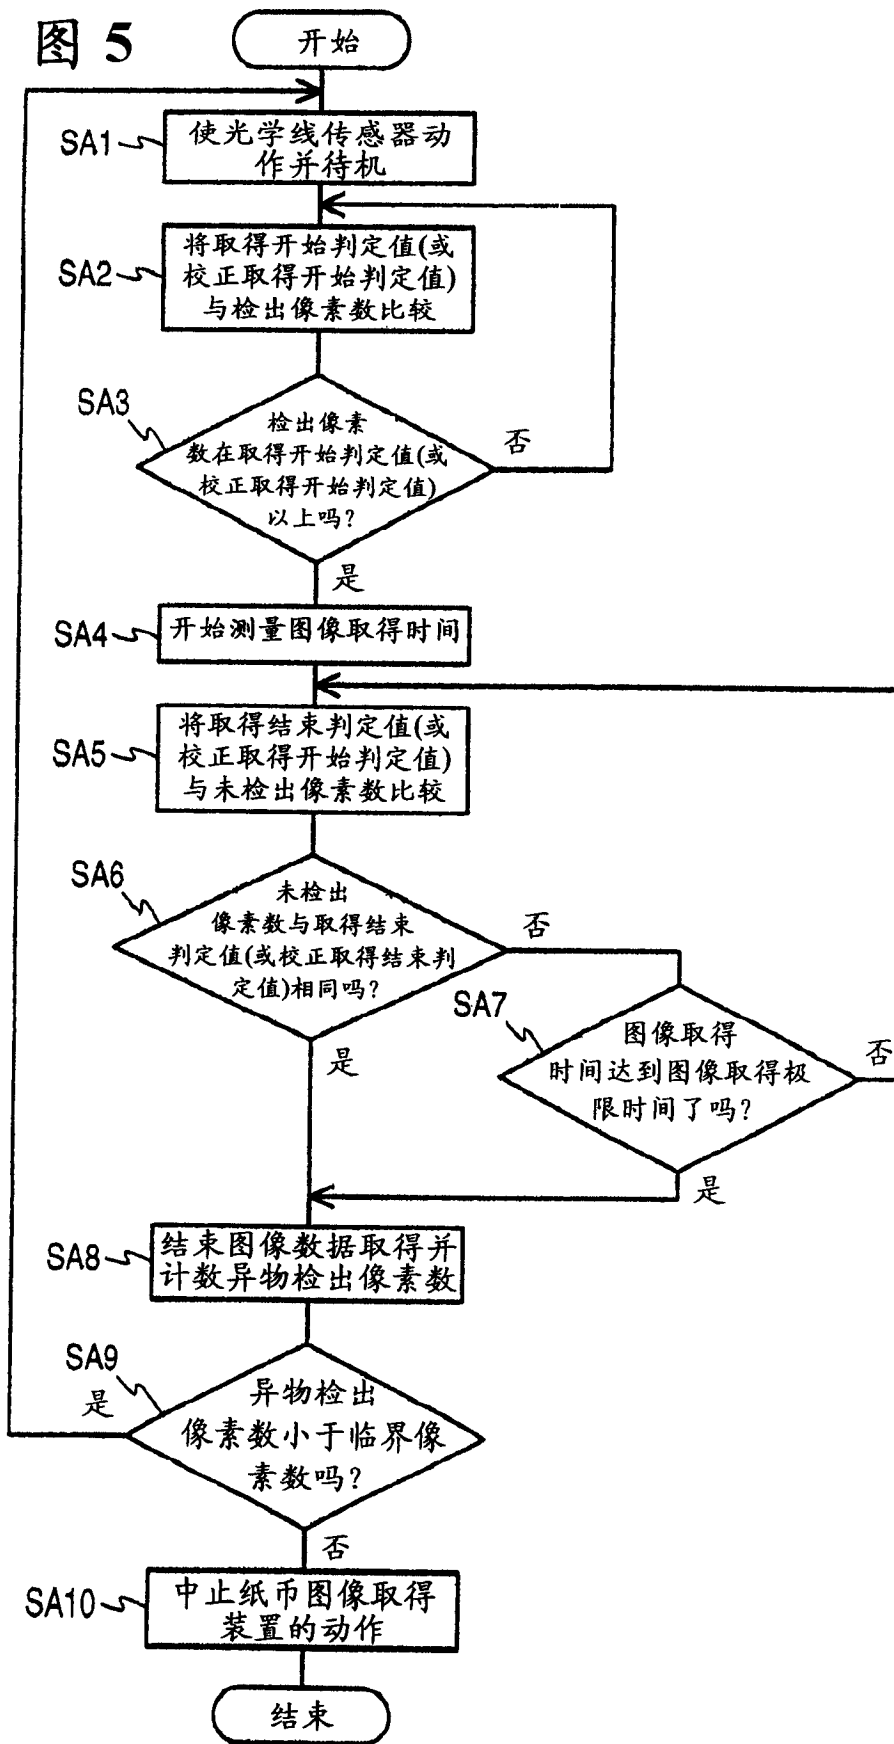 图 5
开始
SA1
使光学线传感器动
作并待机
SA2
将取得开始判定值(或
校正取得开始判定值)
与检出像素数比较
SA3
检出像素
数在取得开始判定值(或
校正取得开始判定值)
以上吗?
否
是
SA4
开始测量图像取得时间
SA5
将取得结束判定值(或
校正取得开始判定值)
与未检出像素数比较
SA6
未检出
像素数与取得结束
判定值(或校正取得结束判
定值)相同吗?
否
是
SA7
图像取得
时间达到图像取得极
限时间了吗?
否
是
SA8
结束图像数据取得并
计数异物检出像素数
SA9
是
异物检出
像素数小于临界像
素数吗?
否
SA10
中止纸币图像取得
装置的动作
结束